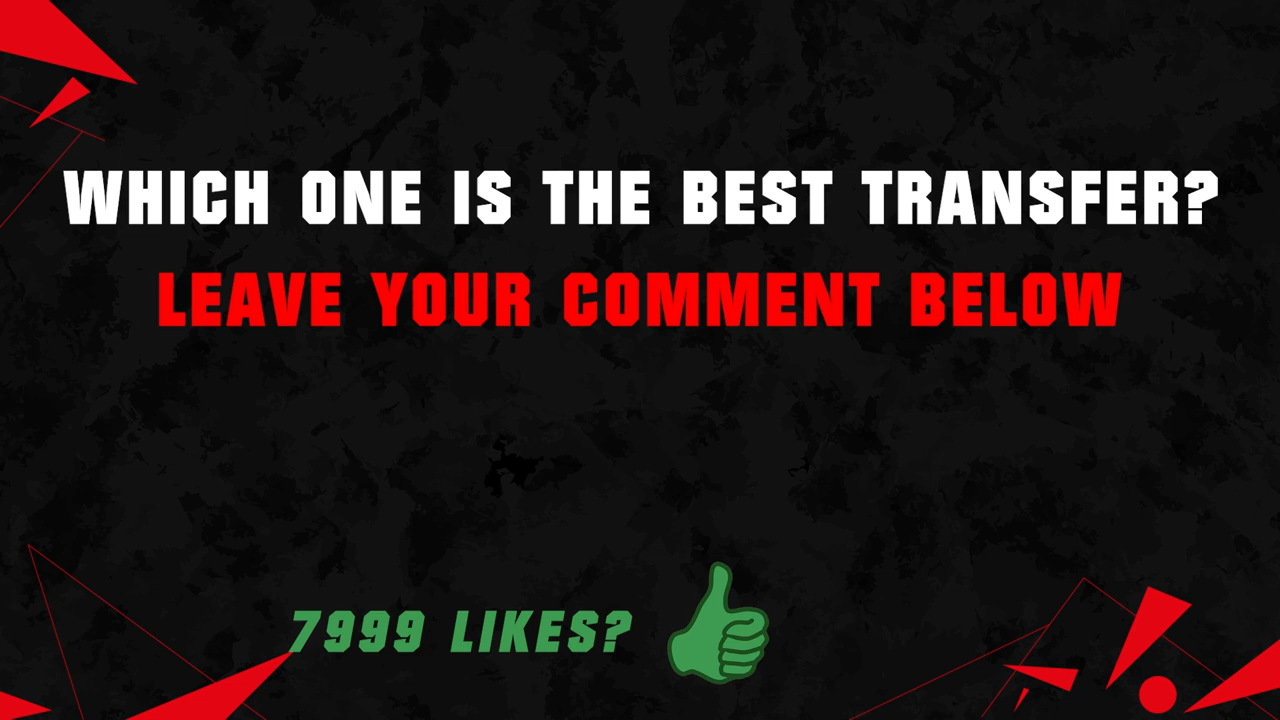 WHICH ONE IS THE BEST TRANSFER?
LEAVE YOUR COMMENT BELOW
7999 LIKES?